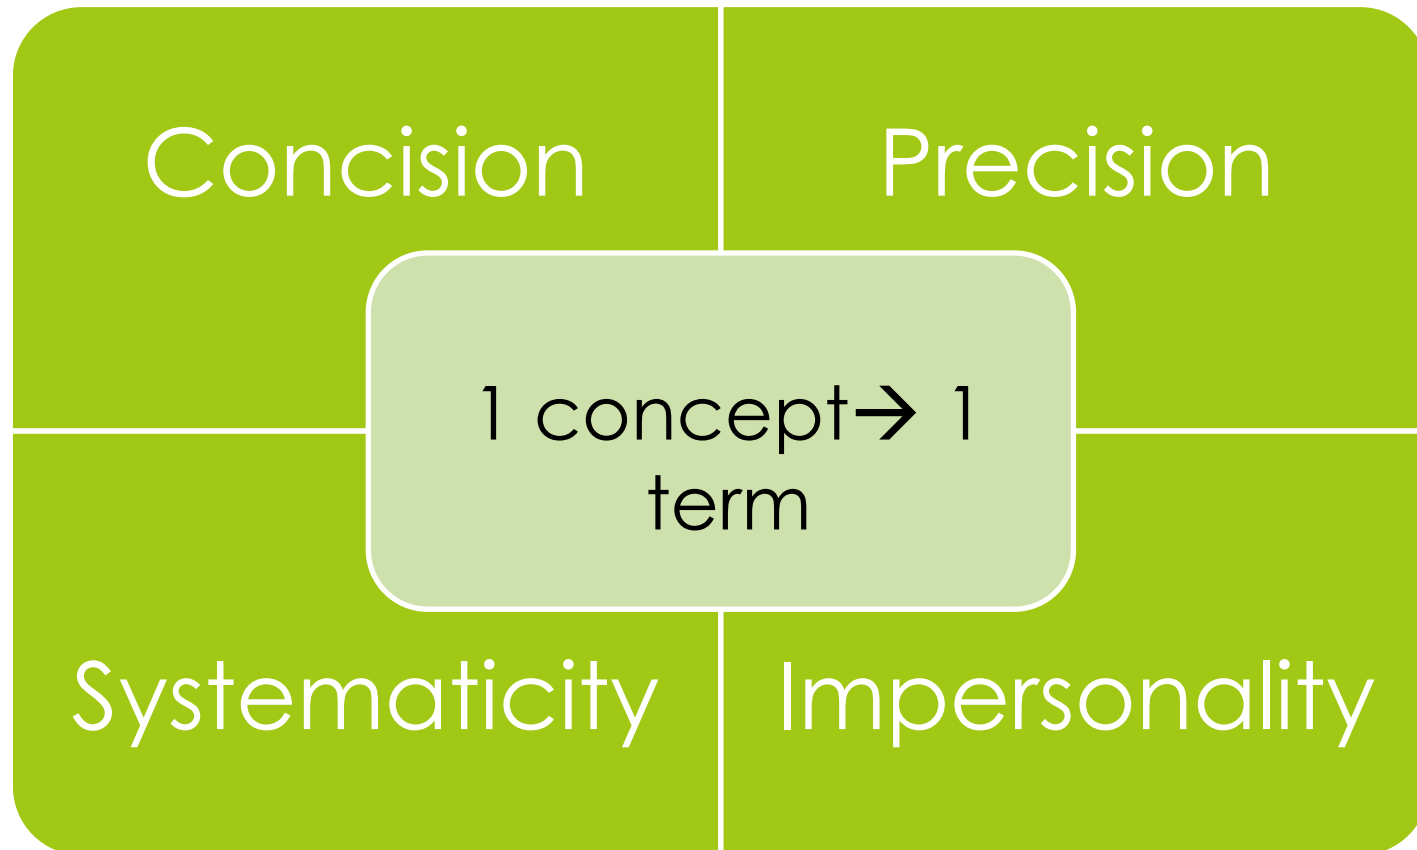 Concision
Precision
1 concept→ 1
term
Systematicity
Impersonality